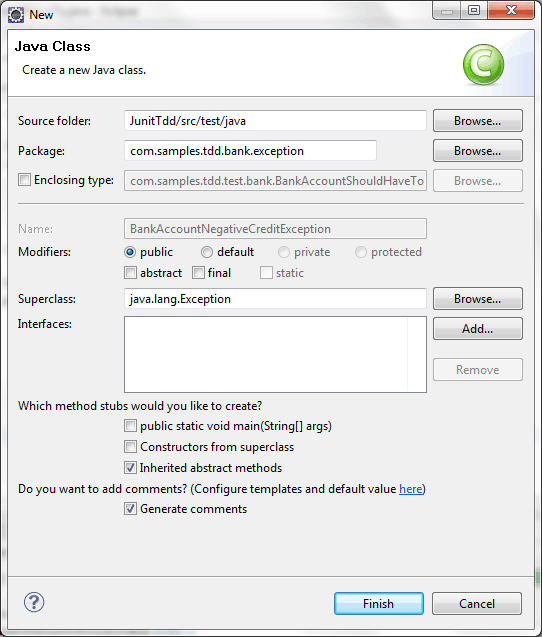 New
Java Class
Create a new Java class.
C
Source folder: JunitTdd/src/test/java Browse...
Package: com.samples.tdd.bank.exception Browse...
Enclosing type: com.samples.tdd.test.bank.BankAccountShouldHaveTo Browse...
Name: BankAccountNegativeCreditException
Modifiers: public default private protected
abstract final static
Superclass: java.lang.Exception Browse...
Interfaces: Add...
Remove
Which method stubs would you like to create?
public static void main(String[] args)
Constructors from superclass
Inherited abstract methods
Do you want to add comments? (Configure templates and default value here)
Generate comments
? Finish Cancel